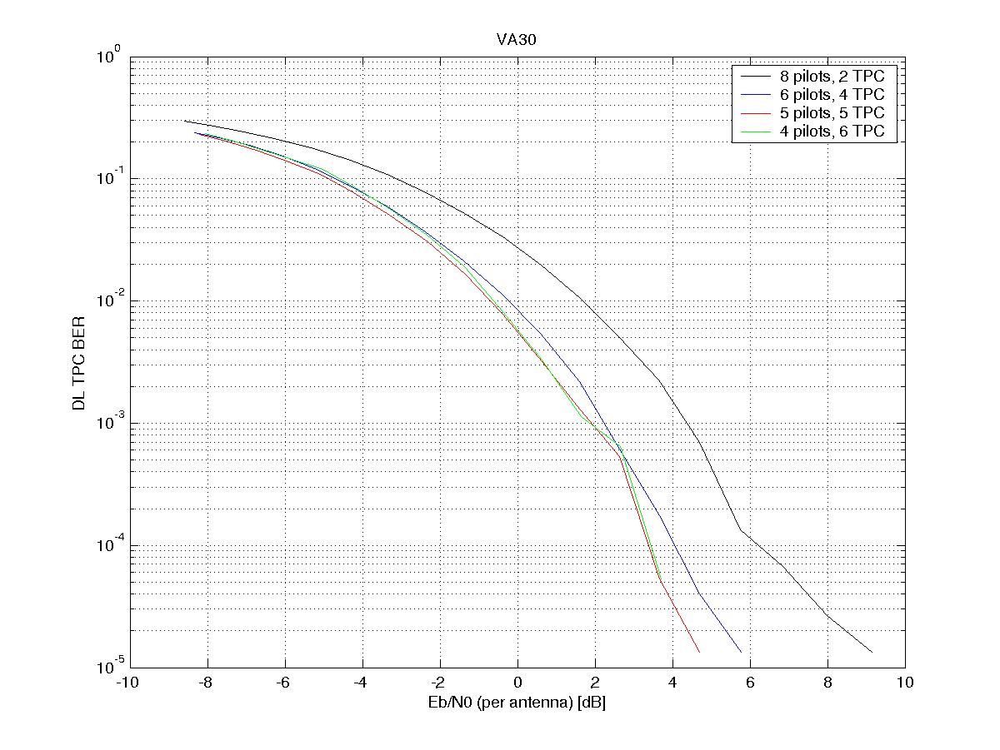 VA30
8 pilots, 2 TPC
6 pilots, 4 TPC
5 pilots, 5 TPC
4 pilots, 6 TPC
DL TPC BER
10^0
10^-1
10^-2
10^-3
10^-4
10^-5
-10 -8 -6 -4 -2 0 2 4 6 8 10
Eb/N0 (per antenna) [dB]